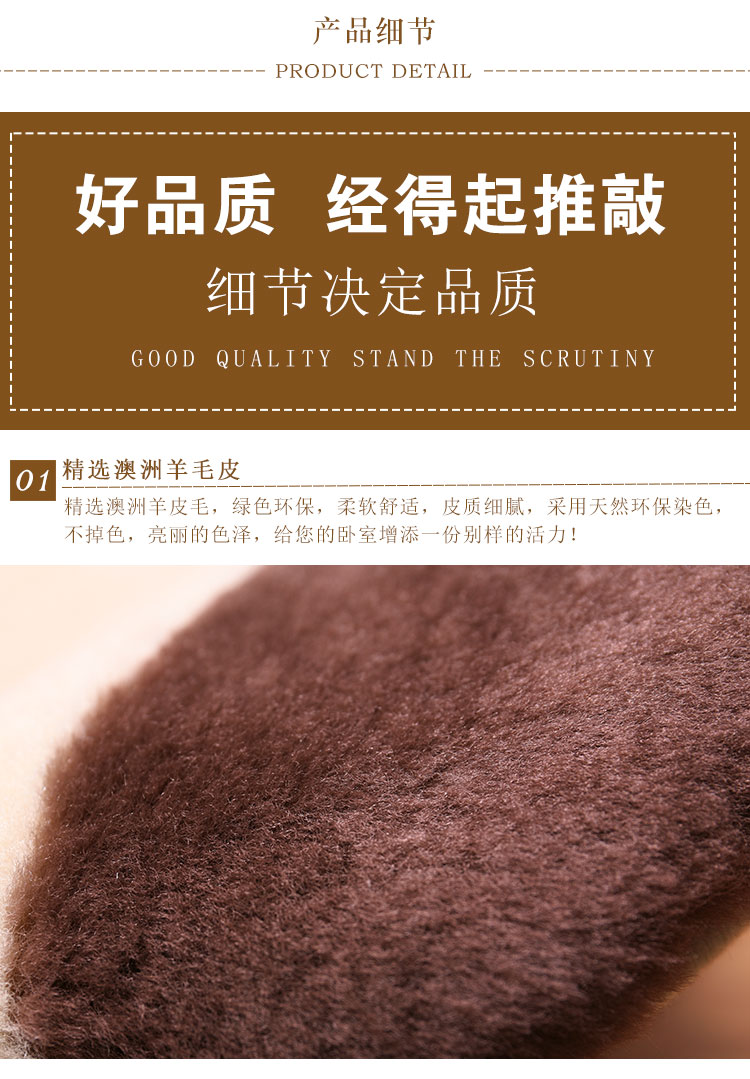 产品细节
PRODUCT DETAIL
好品质 经得起推敲
细节决定品质
GOOD QUALITY STAND THE SCRUTINY
01 精选澳洲羊毛皮
精选澳洲羊皮毛，绿色环保，柔软舒适，皮质细腻，采用天然环保染色，
不掉色，亮丽的色泽，给您的卧室增添一份别样的活力！